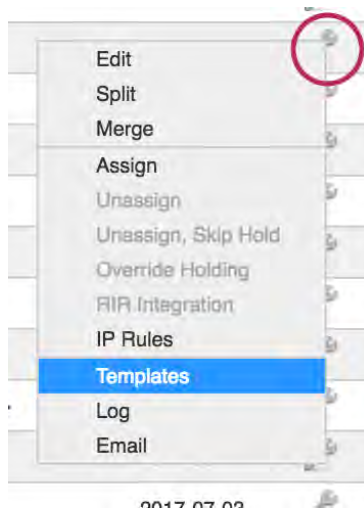 Edit
Split
Merge
Assign
Unassign
Unassign, Skip Hold
Override Holding
RIR Integration
IP Rules
Templates
Log
Email
2017-07-03